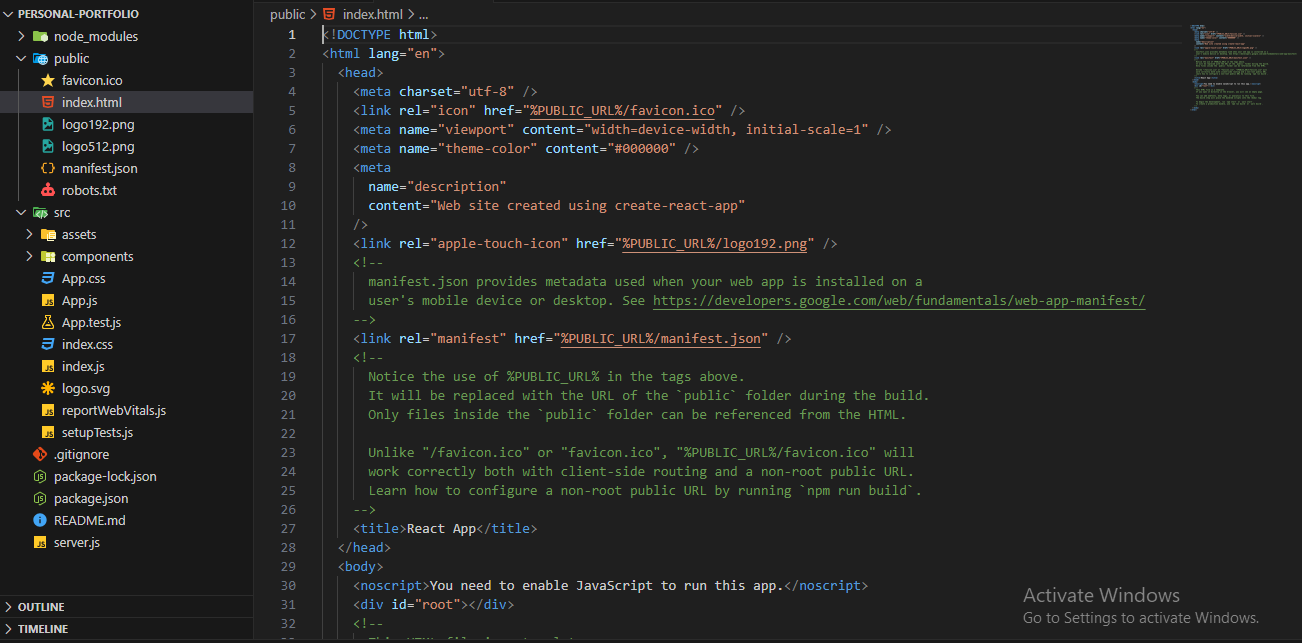 PERSONAL-PORTFOLIO
node_modules
public
favicon.ico
index.html
logo192.png
logo512.png
manifest.json
robots.txt
src
assets
components
App.css
App.js
App.test.js
index.css
index.js
logo.svg
reportWebVitals.js
setupTests.js
.gitignore
package-lock.json
package.json
README.md
server.js
OUTLINE
TIMELINE
public > index.html > ...
1 <!DOCTYPE html>
2 <html lang="en">
3 <head>
4 <meta charset="utf-8" />
5 <link rel="icon" href="%PUBLIC_URL%/favicon.ico" />
6 <meta name="viewport" content="width=device-width, initial-scale=1" />
7 <meta name="theme-color" content="#000000" />
8 <meta
9 name="description"
10 content="Web site created using create-react-app"
11 />
12 <link rel="apple-touch-icon" href="%PUBLIC_URL%/logo192.png" />
13 <!--
14 manifest.json provides metadata used when your web app is installed on a
15 user's mobile device or desktop. See https://developers.google.com/web/fundamentals/web-app-manifest/
16 -->
17 <link rel="manifest" href="%PUBLIC_URL%/manifest.json" />
18 <!--
19 Notice the use of %PUBLIC_URL% in the tags above.
20 It will be replaced with the URL of the `public` folder during the build.
21 Only files inside the `public` folder can be referenced from the HTML.
22
23 Unlike "/favicon.ico" or "favicon.ico", "%PUBLIC_URL%/favicon.ico" will
24 work correctly both with client-side routing and a non-root public URL.
25 Learn how to configure a non-root public URL by running `npm run build`.
26 -->
27 <title>React App</title>
28 </head>
29 <body>
30 <noscript>You need to enable JavaScript to run this app.</noscript>
31 <div id="root"></div>
32 <!--
Activate Windows
Go to Settings to activate Windows.